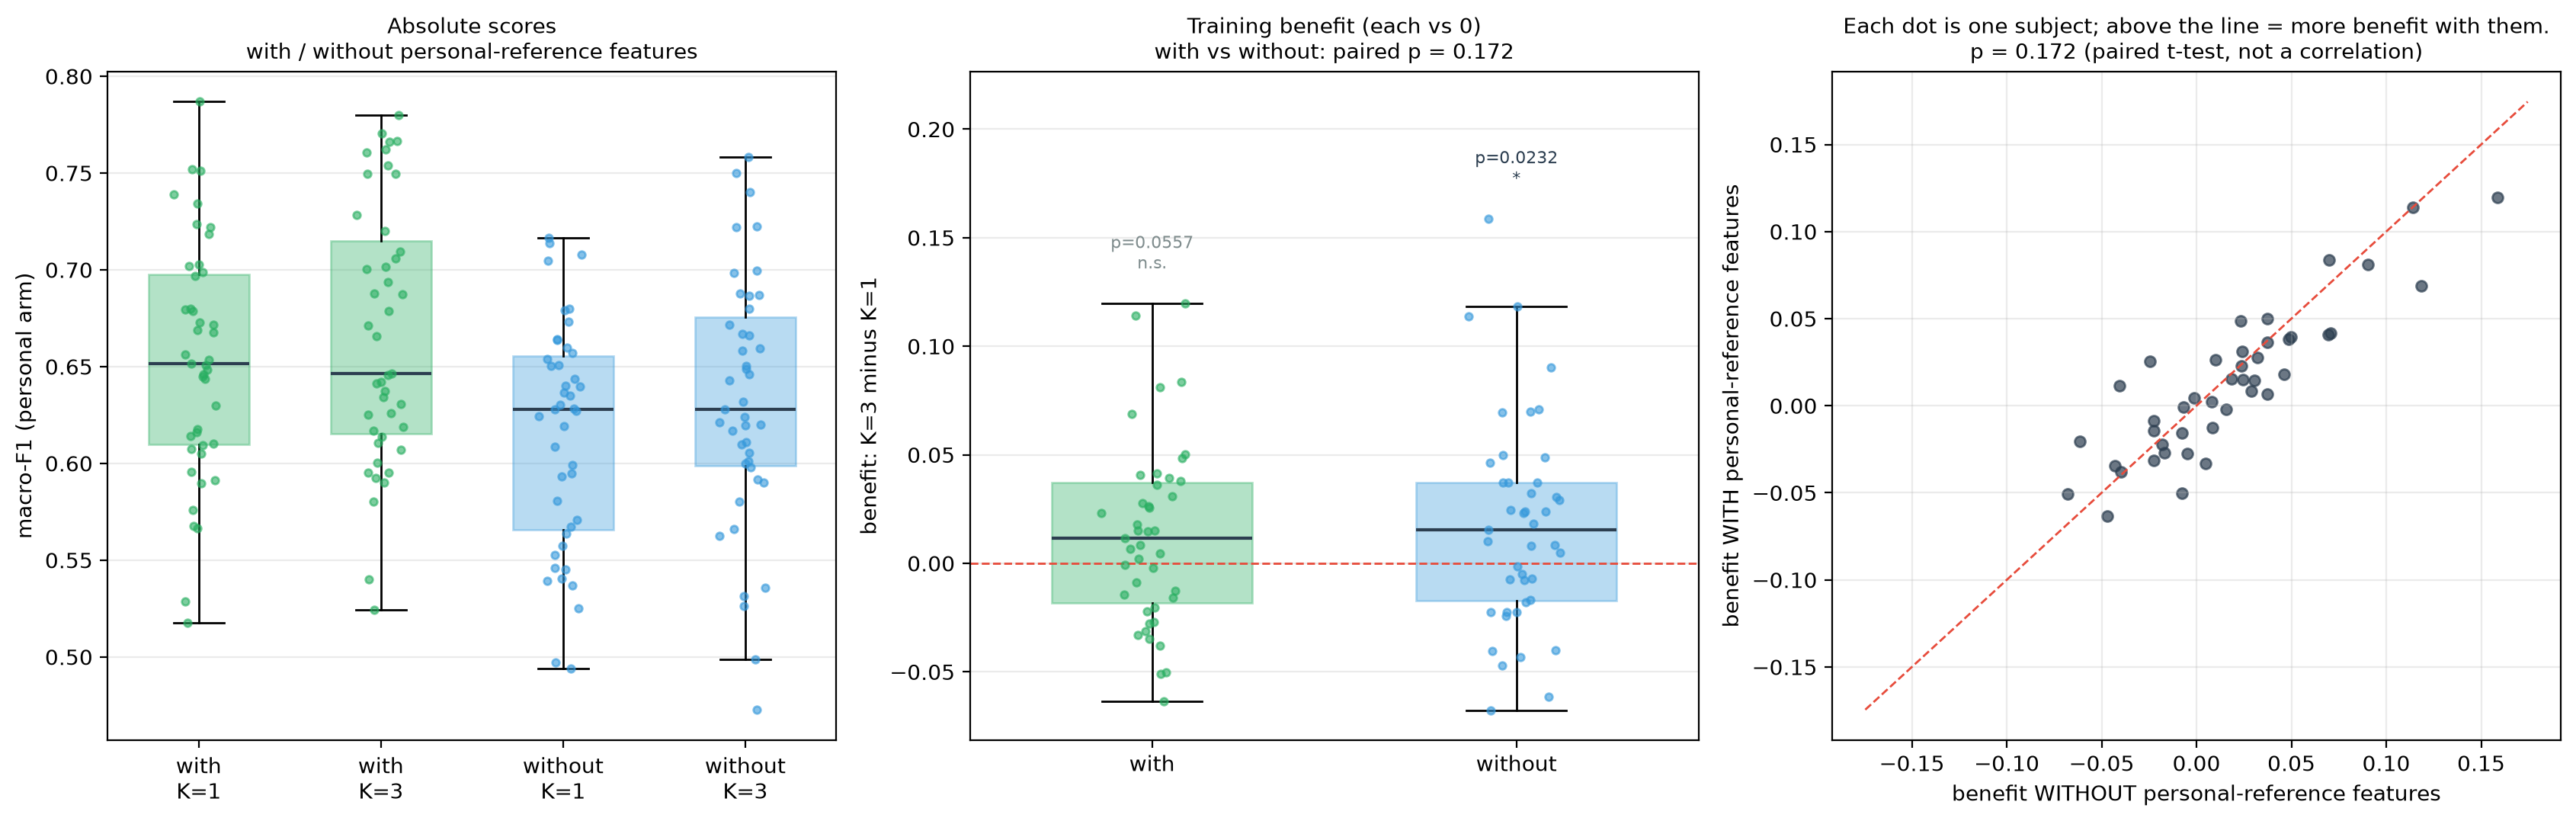 Absolute scores
with / without personal-reference features
macro-F1 (personal arm)
0.80
0.75
0.70
0.65
0.60
0.55
0.50
with
K=1
with
K=3
without
K=1
without
K=3
Training benefit (each vs 0)
with vs without: paired p = 0.172
benefit: K=3 minus K=1
0.20
0.15
0.10
0.05
0.00
−0.05
p=0.0557
n.s.
p=0.0232
*
with
without
Each dot is one subject; above the line = more benefit with them.
p = 0.172 (paired t-test, not a correlation)
benefit WITH personal-reference features
0.15
0.10
0.05
0.00
−0.05
−0.10
−0.15
−0.15
−0.10
−0.05
0.00
0.05
0.10
0.15
benefit WITHOUT personal-reference features